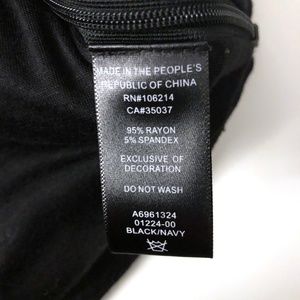 MADE IN THE PEOPLE'S
REPUBLIC OF CHINA
RN#106214
CA#35037
95% RAYON
5% SPANDEX
EXCLUSIVE OF
DECORATION
DO NOT WASH
A6961324
01224-00
BLACK/NAVY